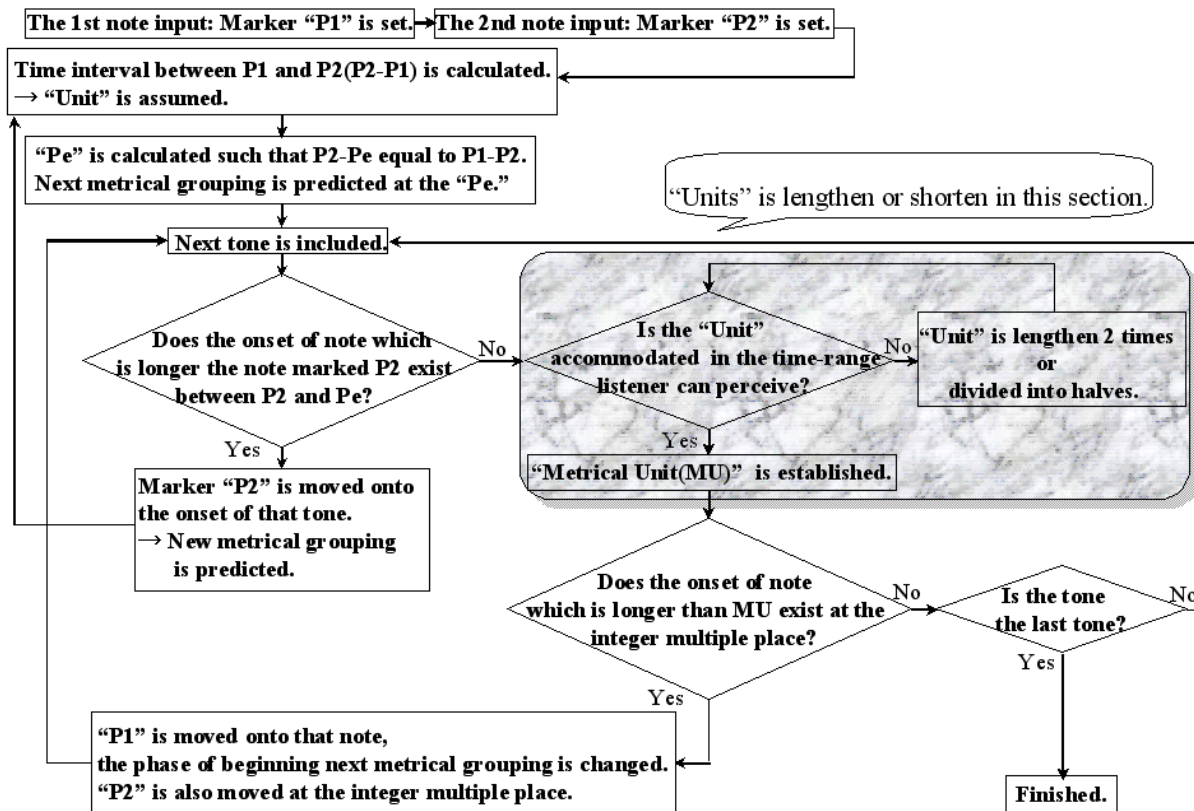 The 1st note input: Marker “P1” is set.
The 2nd note input: Marker “P2” is set.
Time interval between P1 and P2(P2-P1) is calculated.
→ “Unit” is assumed.
“Pe” is calculated such that P2-Pe equal to P1-P2.
Next metrical grouping is predicted at the “Pe.”
“Units” is lengthen or shorten in this section.
Next tone is included.
Does the onset of note which
is longer the note marked P2 exist
between P2 and Pe?
No
Yes
Is the “Unit”
accommodated in the time-range
listener can perceive?
No
Yes
“Unit” is lengthen 2 times
or
divided into halves.
“Metrical Unit(MU)” is established.
Marker “P2” is moved onto
the onset of that tone.
→ New metrical grouping
is predicted.
Does the onset of note
which is longer than MU exist at the
integer multiple place?
No
Yes
Is the tone
the last tone?
No
Yes
“P1” is moved onto that note,
the phase of beginning next metrical grouping is changed.
“P2” is also moved at the integer multiple place.
Finished.